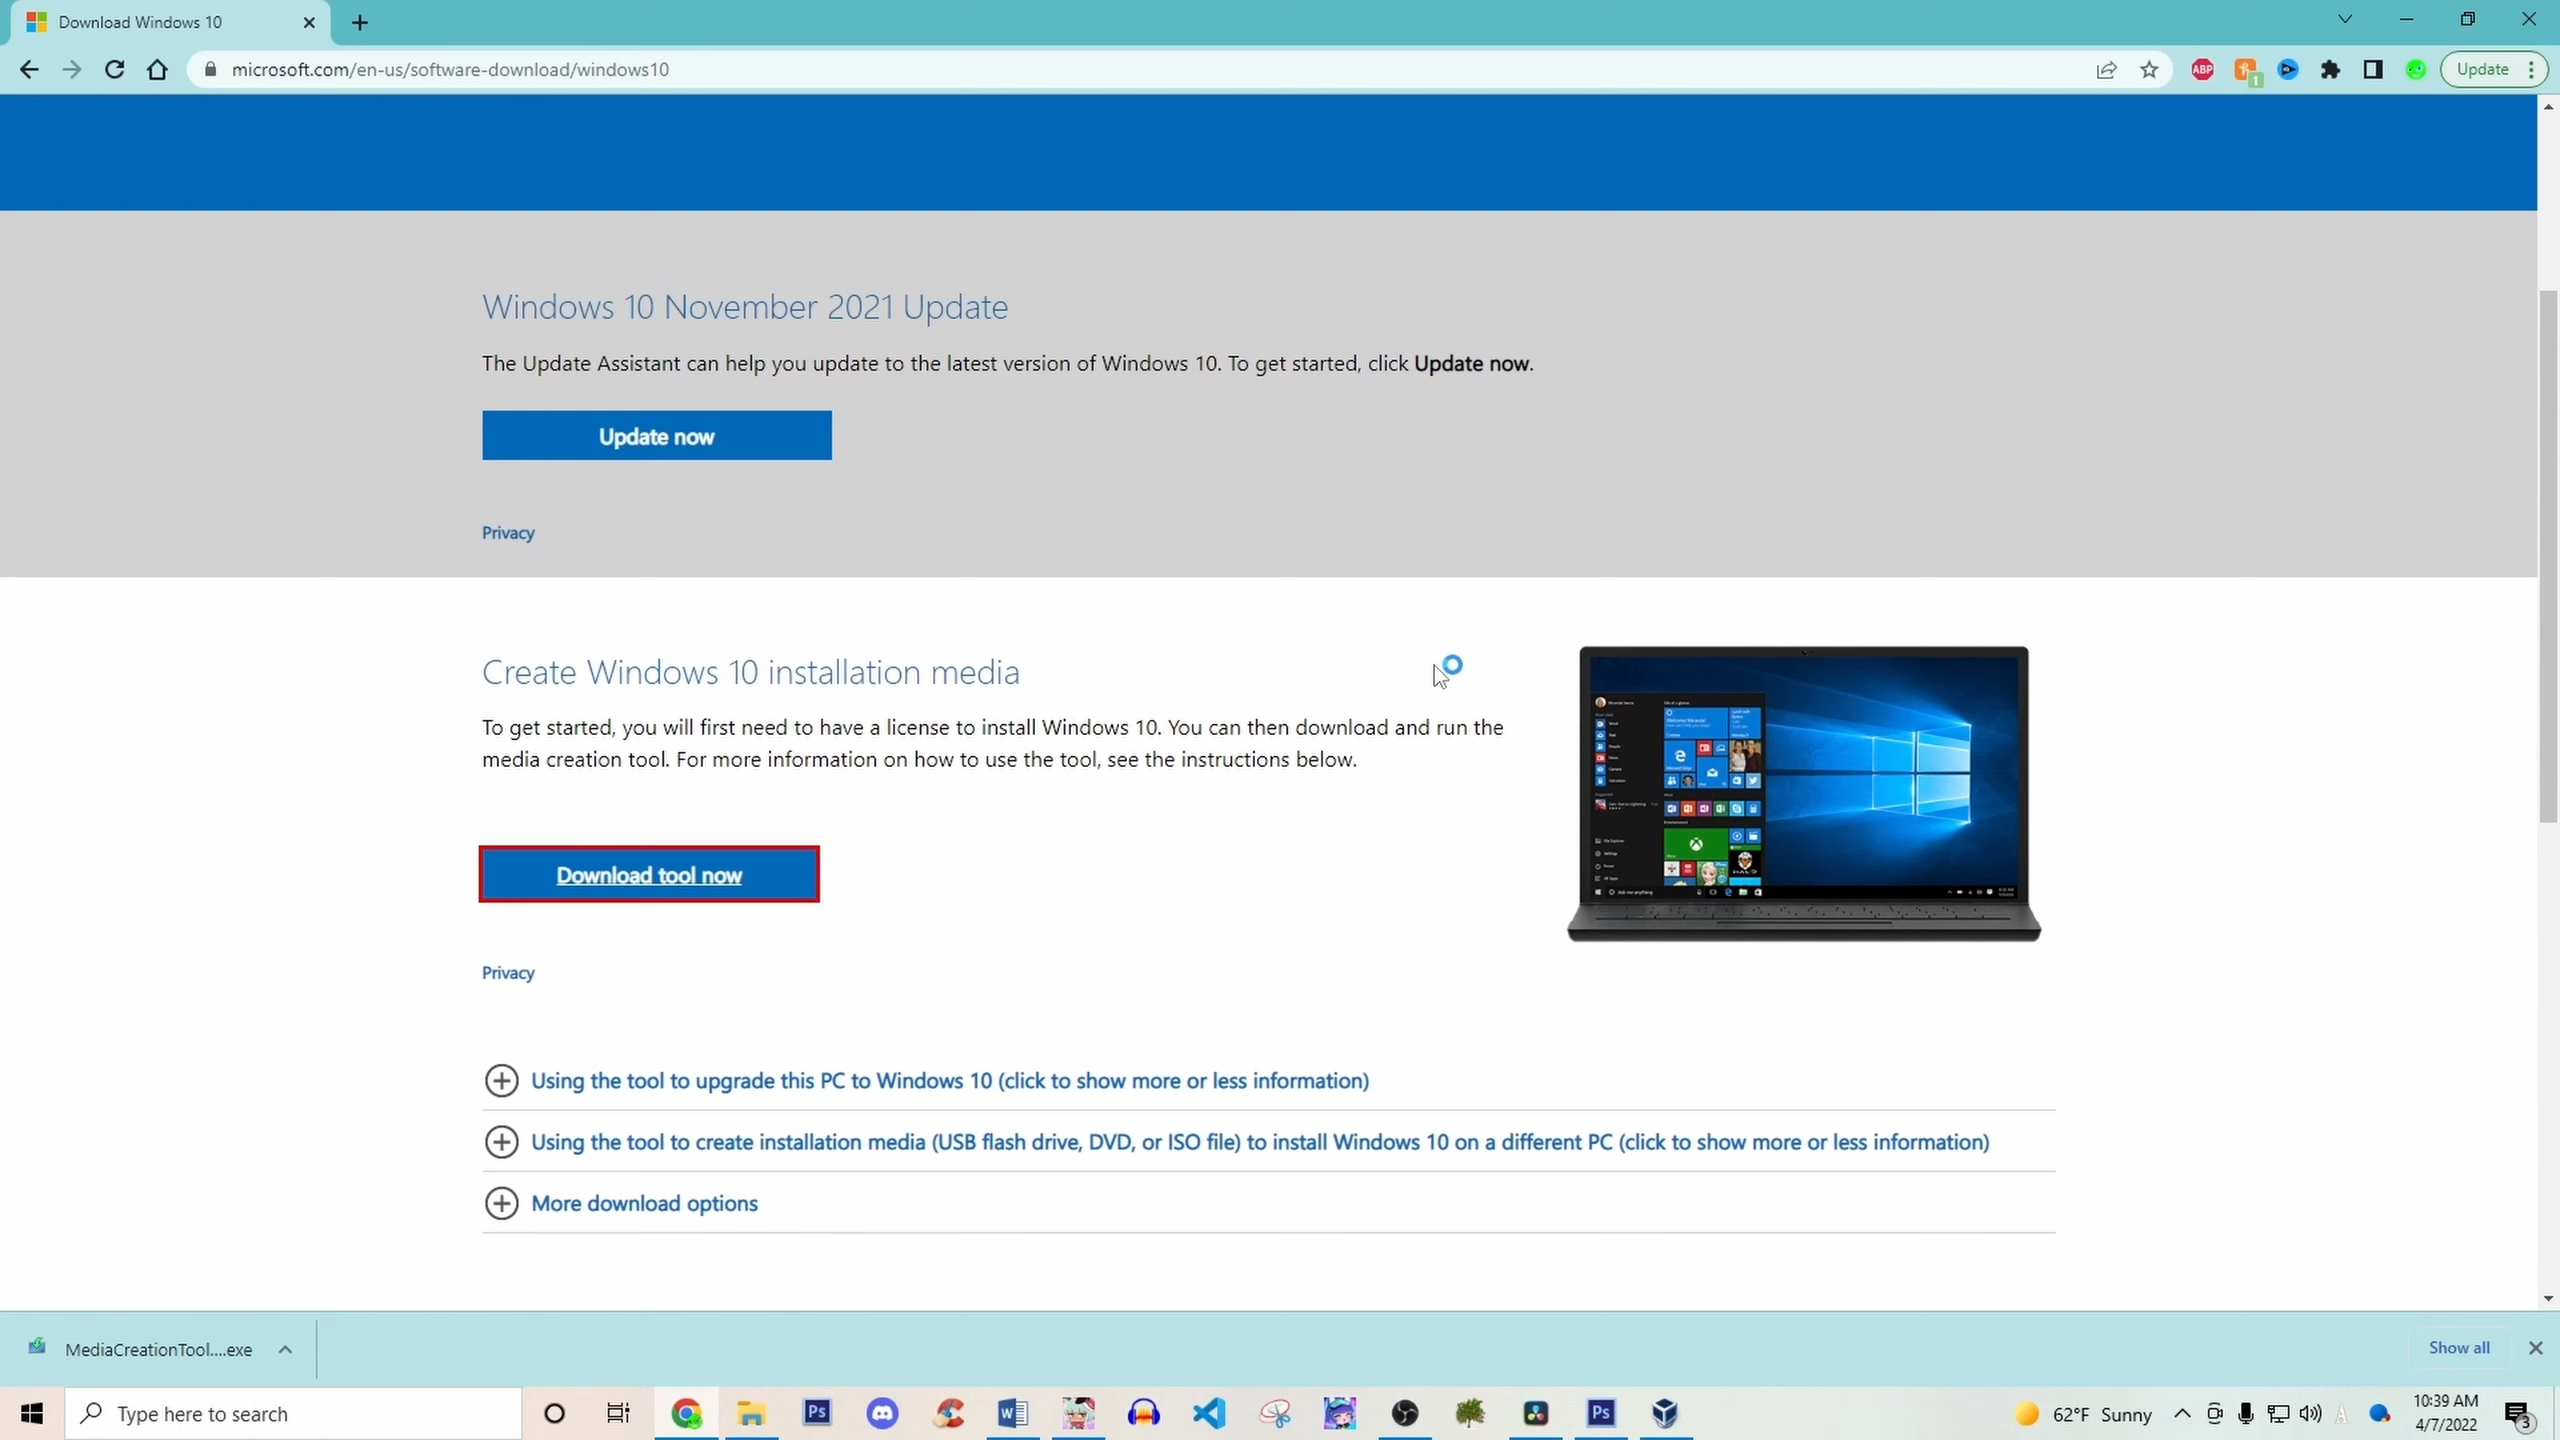 Download Windows 10
microsoft.com/en-us/software-download/windows10
ABP
1
Update
Windows 10 November 2021 Update
The Update Assistant can help you update to the latest version of Windows 10. To get started, click Update now.
Update now
Privacy
Create Windows 10 installation media
To get started, you will first need to have a license to install Windows 10. You can then download and run the
media creation tool. For more information on how to use the tool, see the instructions below.
Download tool now
Privacy
Using the tool to upgrade this PC to Windows 10 (click to show more or less information)
Using the tool to create installation media (USB flash drive, DVD, or ISO file) to install Windows 10 on a different PC (click to show more or less information)
More download options
MediaCreationTool....exe
Show all
Type here to search
Ps
Ps
62°F Sunny
A
10:39 AM
4/7/2022
3